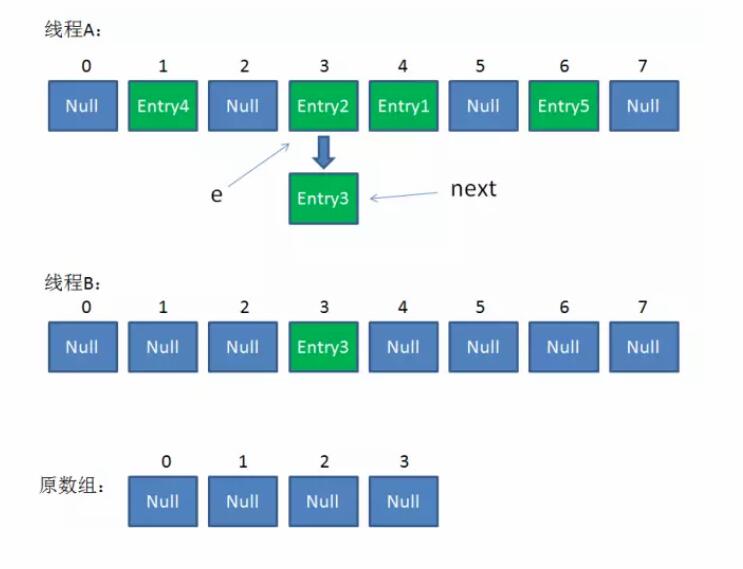 线程A：
0 1 2 3 4 5 6 7
Null Entry4 Null Entry2 Entry1 Null Entry5 Null
e Entry3 next
线程B：
0 1 2 3 4 5 6 7
Null Null Null Entry3 Null Null Null Null
0 1 2 3
原数组： Null Null Null Null